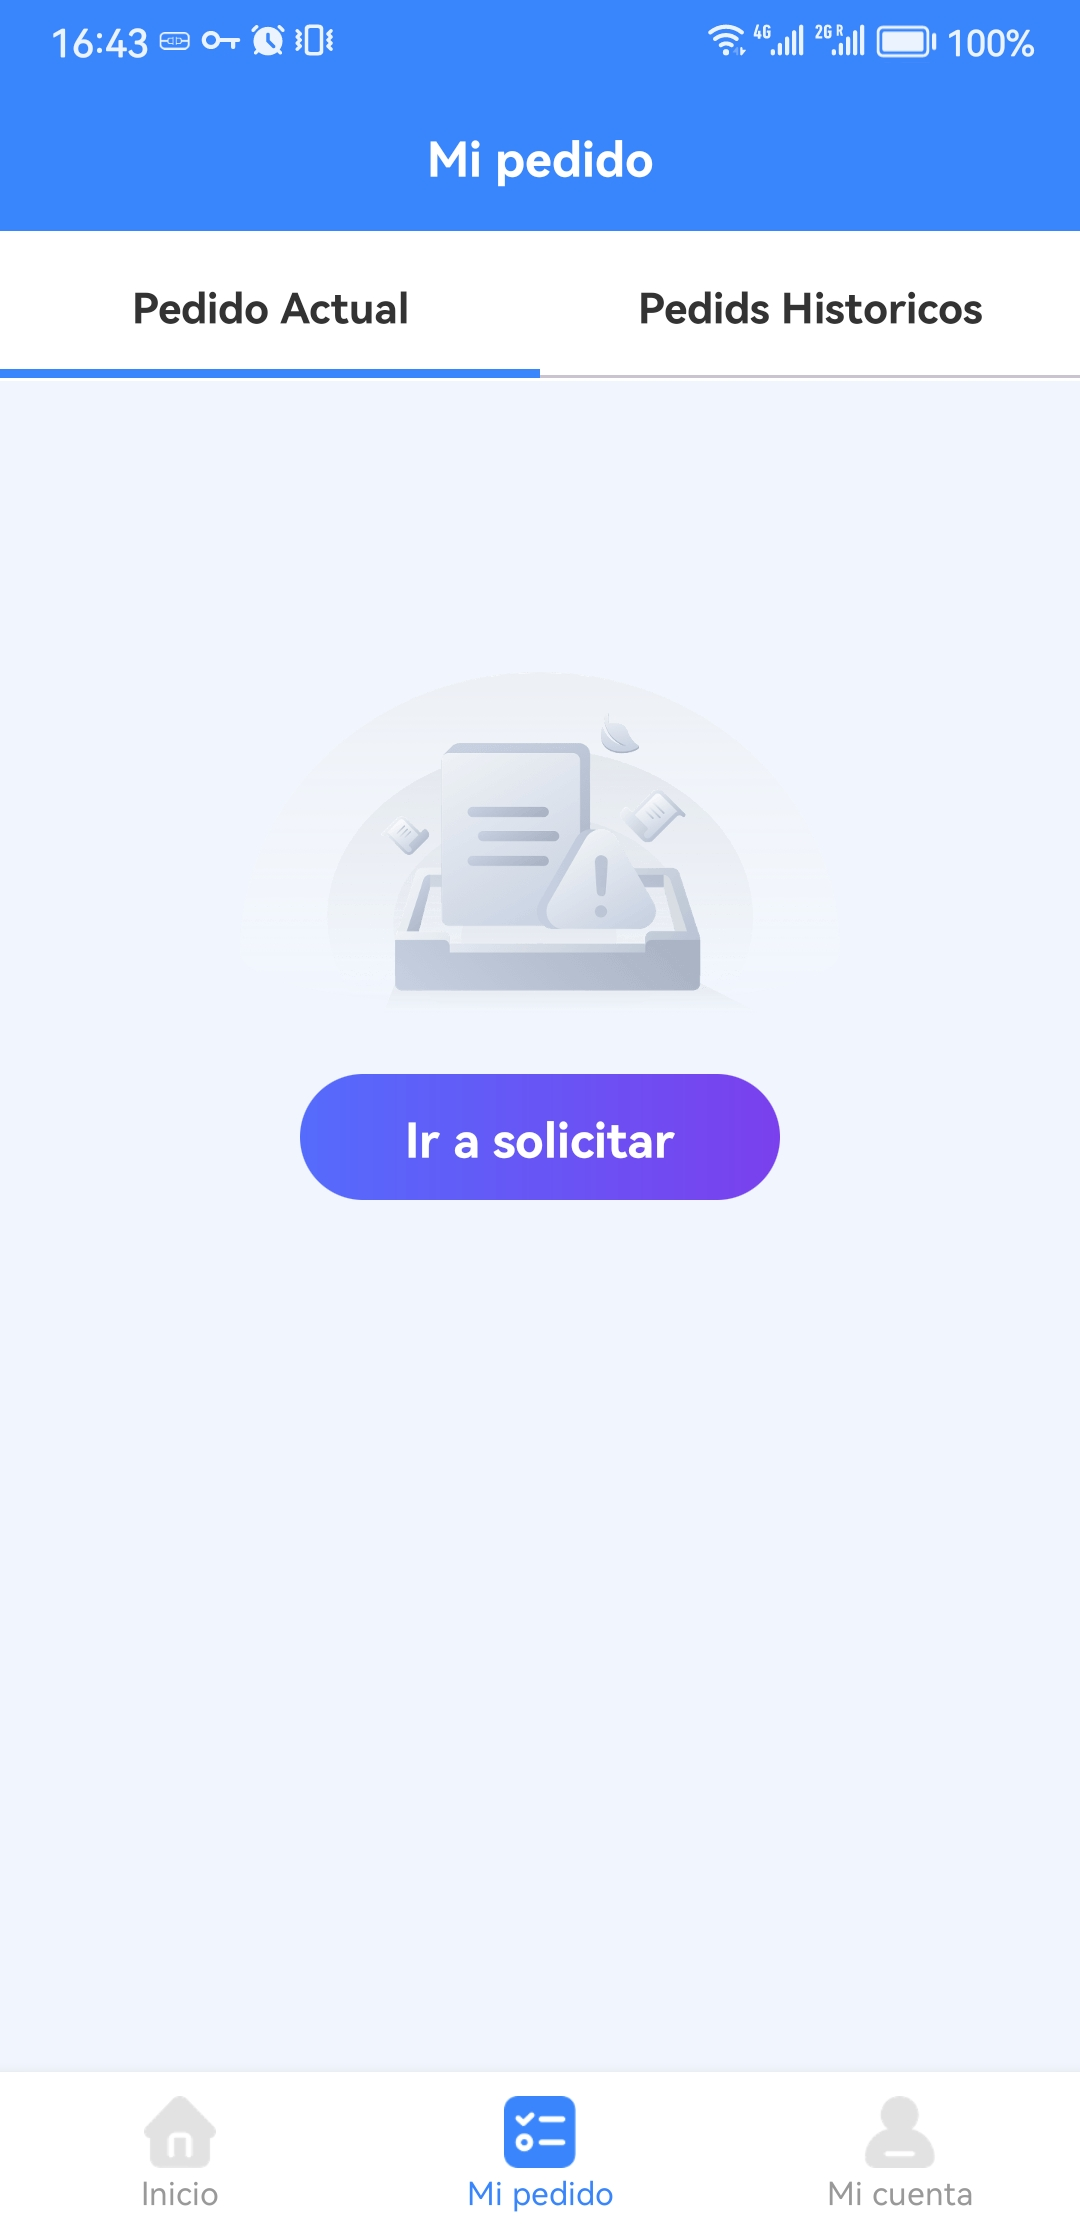 16:43 4G 2G R 100%
Mi pedido
Pedido Actual Pedids Historicos
Ir a solicitar
Inicio Mi pedido Mi cuenta